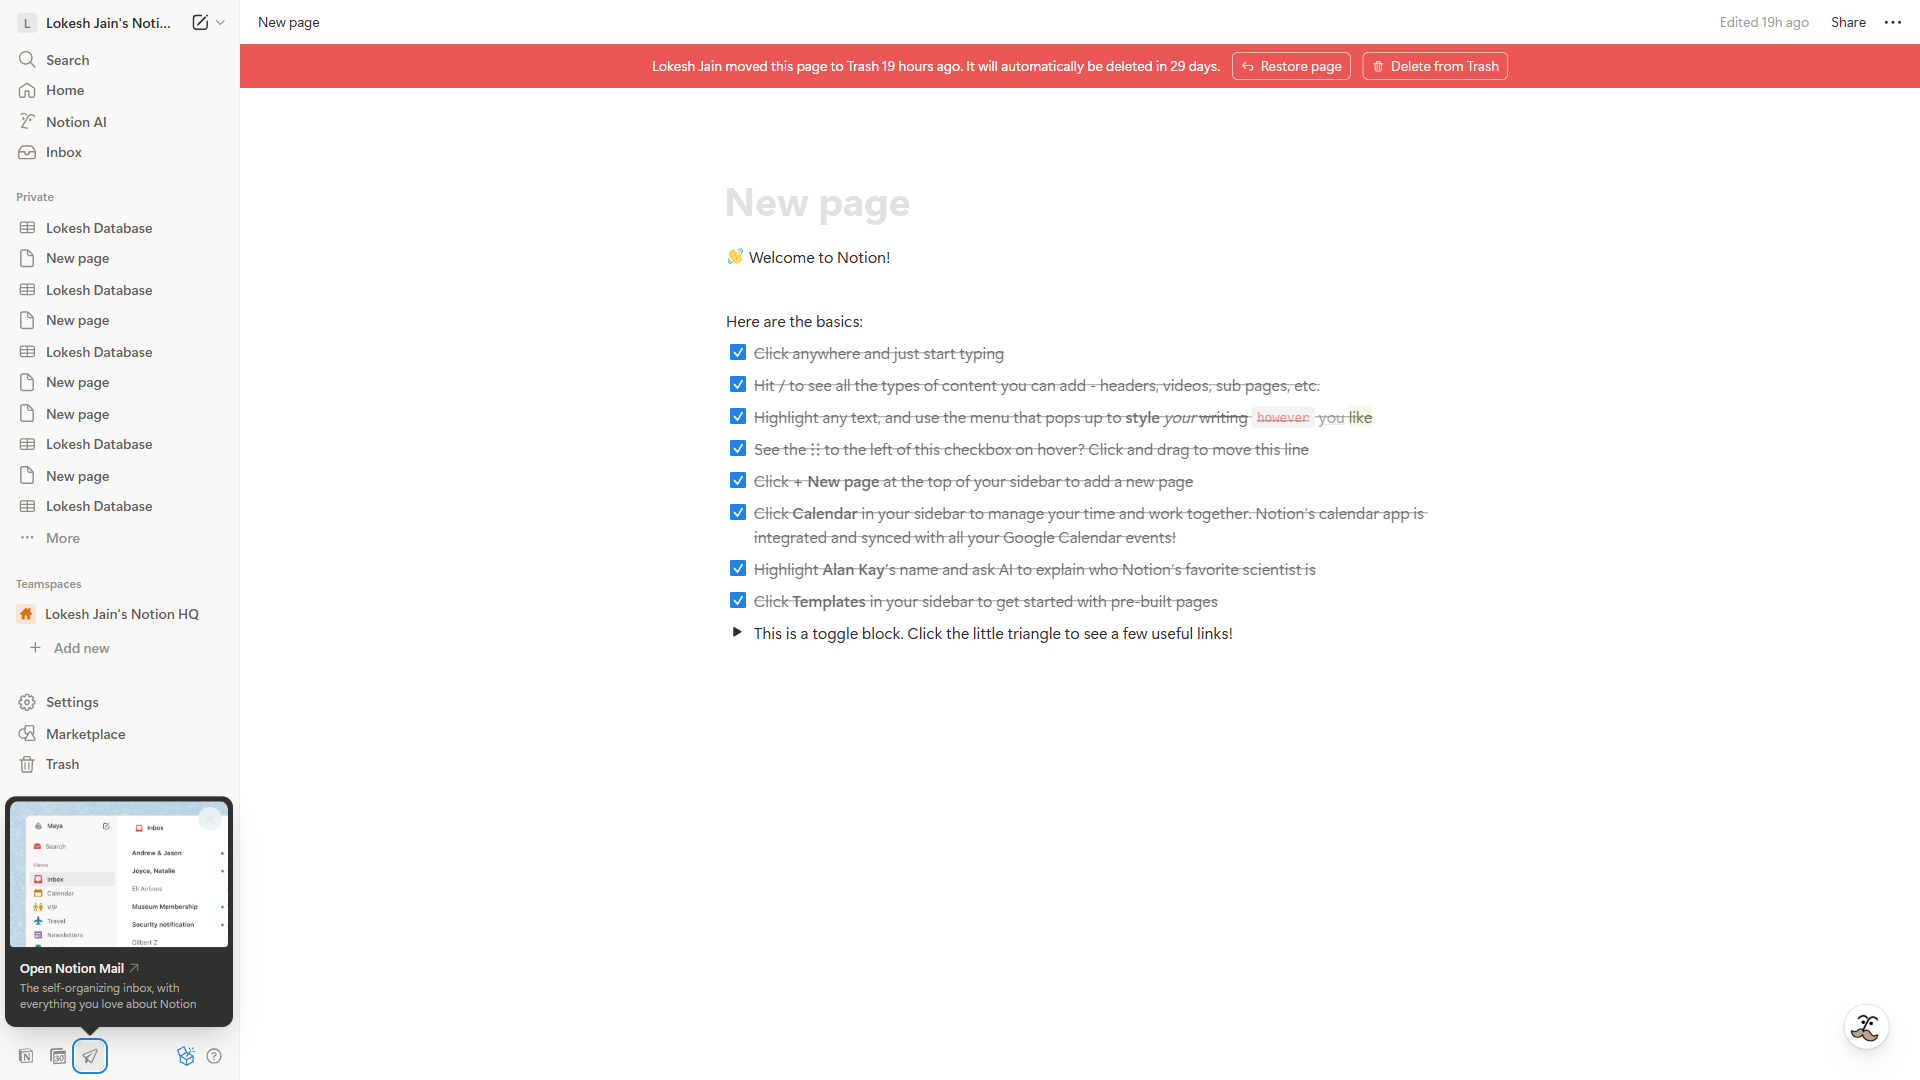 L Lokesh Jain's Noti...
Search
Home
Notion AI
Inbox
Private
Lokesh Database
New page
Lokesh Database
New page
Lokesh Database
New page
New page
Lokesh Database
New page
Lokesh Database
More
Teamspaces
Lokesh Jain's Notion HQ
Add new
Settings
Marketplace
Trash
Maya
Search
Views
Inbox
Calendar
VIP
Travel
Newsletters
Inbox
Andrew & Jason
Joyce, Natalie
Eli Airlines
Museum Membership
Security notification
Gilbert Z
Open Notion Mail ↗
The self-organizing inbox, with
everything you love about Notion
30
New page
Edited 19h ago
Share
Lokesh Jain moved this page to Trash 19 hours ago. It will automatically be deleted in 29 days.
Restore page
Delete from Trash
New page
👋 Welcome to Notion!
Here are the basics:
Click anywhere and just start typing
Hit / to see all the types of content you can add - headers, videos, sub pages, etc.
Highlight any text, and use the menu that pops up to style your writing however you like
See the ⋮⋮ to the left of this checkbox on hover? Click and drag to move this line
Click + New page at the top of your sidebar to add a new page
Click Calendar in your sidebar to manage your time and work together. Notion's calendar app is
integrated and synced with all your Google Calendar events!
Highlight Alan Kay's name and ask AI to explain who Notion's favorite scientist is
Click Templates in your sidebar to get started with pre-built pages
This is a toggle block. Click the little triangle to see a few useful links!